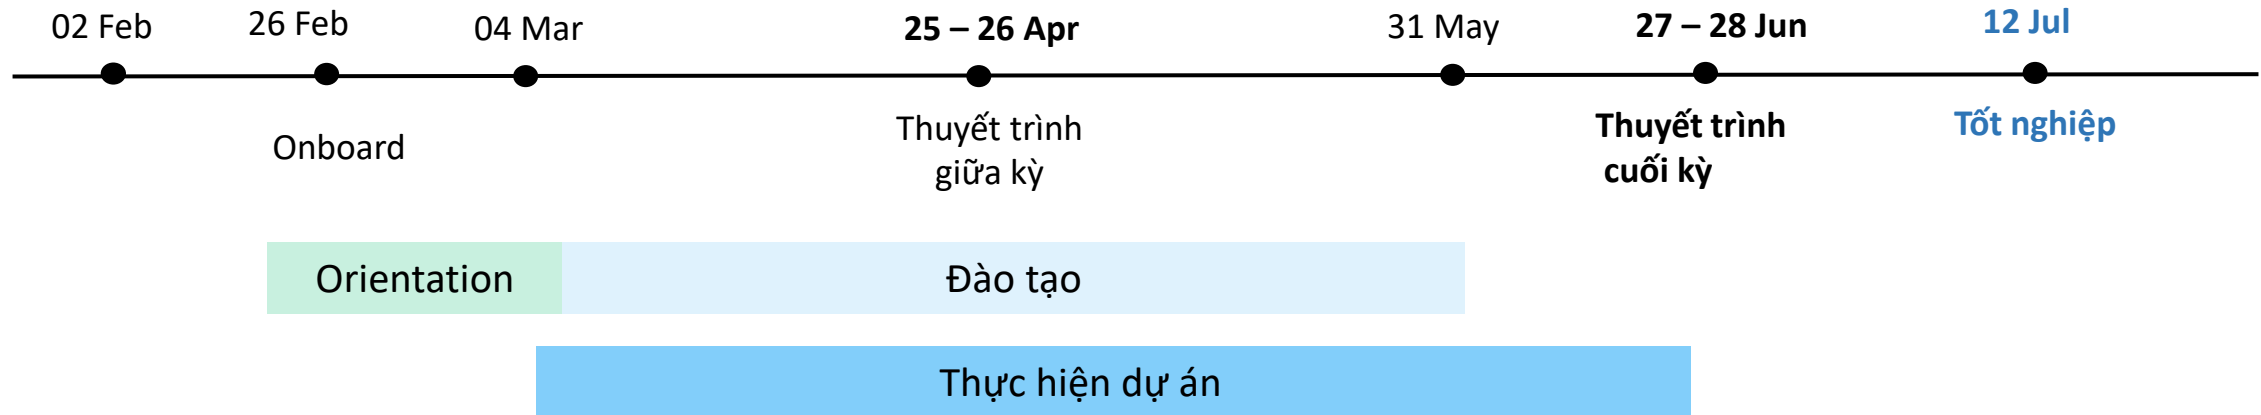 02 Feb
26 Feb
04 Mar
25 – 26 Apr
31 May
27 – 28 Jun
12 Jul
Onboard
Thuyết trình
giữa kỳ
Thuyết trình
cuối kỳ
Tốt nghiệp
Orientation
Đào tạo
Thực hiện dự án